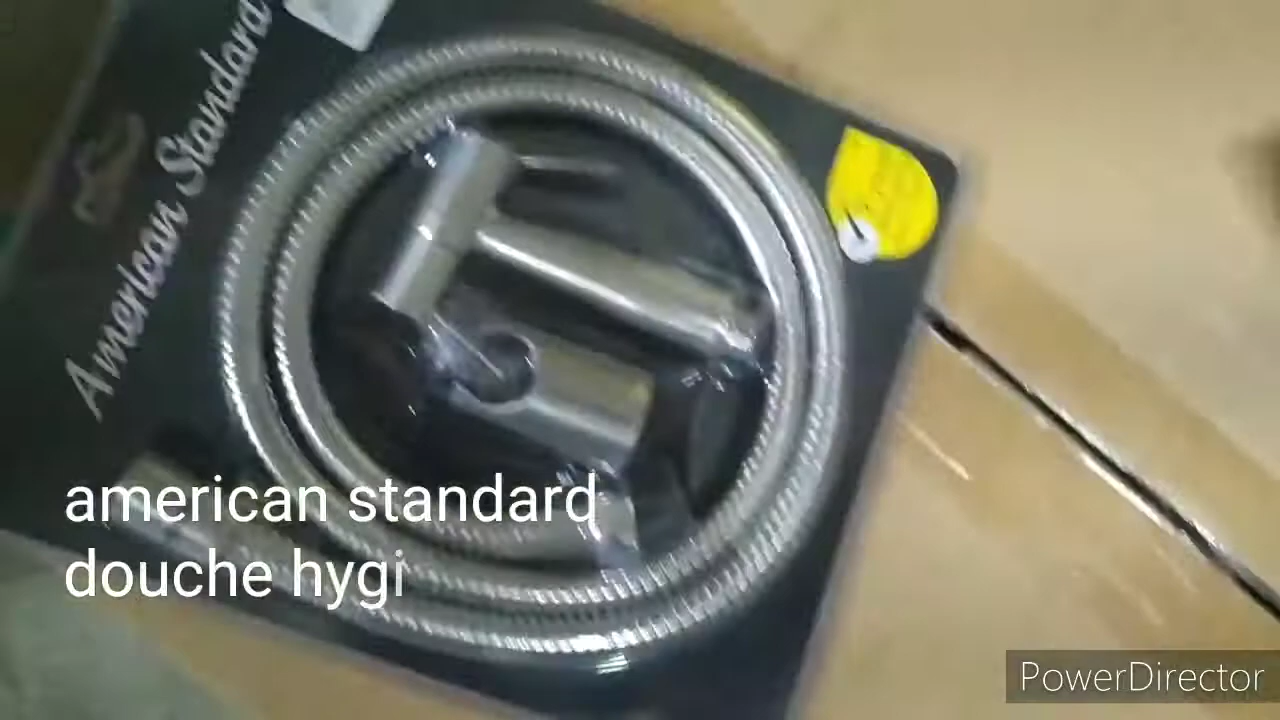 American Standard
american standard
douche hygi
PowerDirector